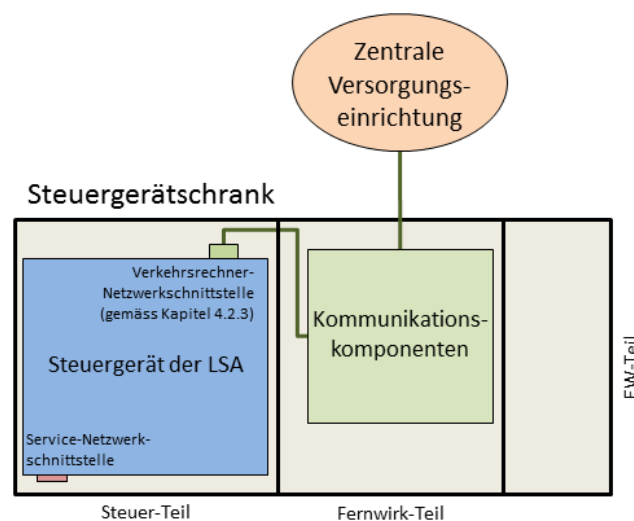 Zentrale
Versorgungs-
einrichtung
Steuergerätschrank
Verkehrsrechner-
Netzwerkschnittstelle
(gemäss Kapitel 4.2.3)
Steuergerät der LSA
Service-Netzwerk-
schnittstelle
Kommunikations-
komponenten
EW-Teil
Steuer-Teil
Fernwirk-Teil